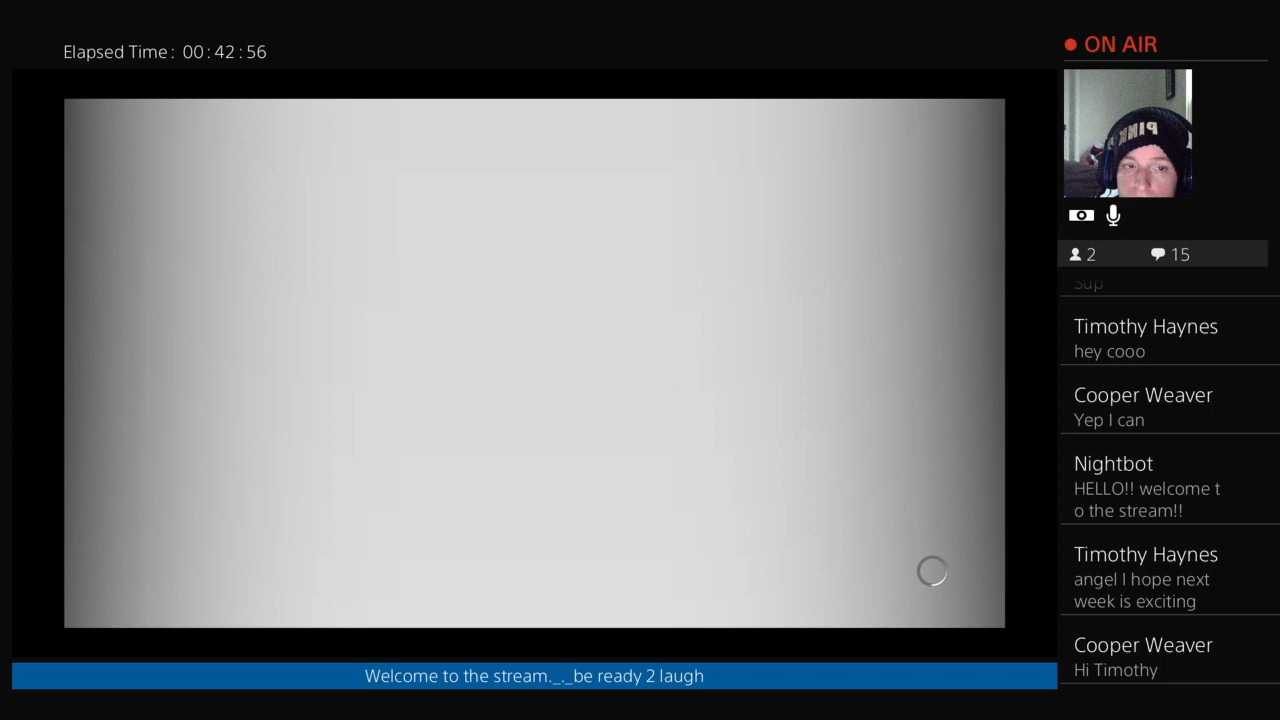 Elapsed Time: 00:42:56
ON AIR
PINK
2 15
Sup
Timothy Haynes
hey cooo
Cooper Weaver
Yep I can
Nightbot
HELLO!! welcome t
o the stream!!
Timothy Haynes
angel I hope next
week is exciting
Cooper Weaver
Hi Timothy
Welcome to the stream._._be ready 2 laugh